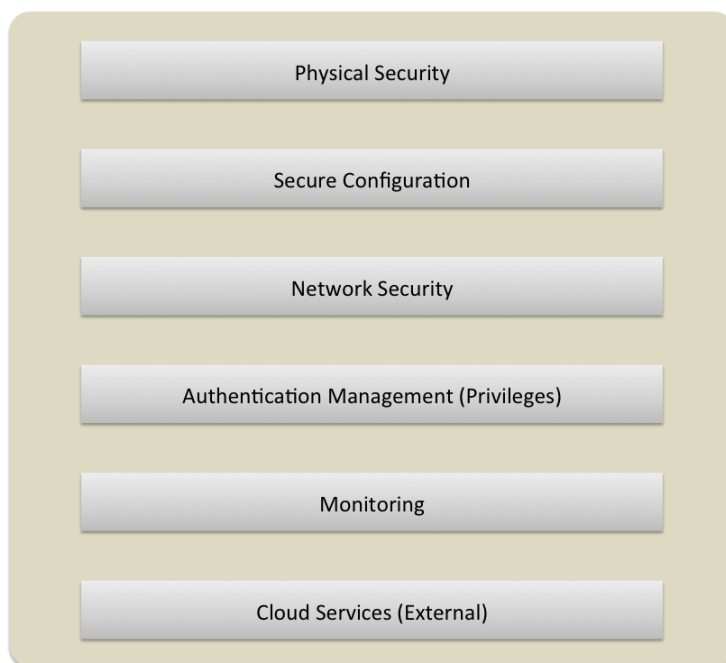 Physical Security
Secure Configuration
Network Security
Authentication Management (Privileges)
Monitoring
Cloud Services (External)